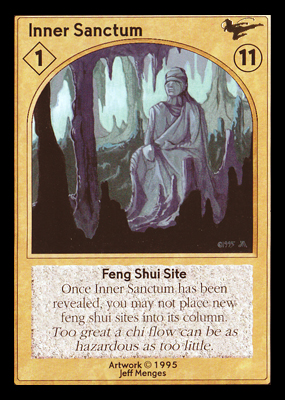 Inner Sanctum
1
11
©1995 JM
Feng Shui Site
Once Inner Sanctum has been
revealed, you may not place new
feng shui sites into its column.
Too great a chi flow can be as
hazardous as too little.
Artwork © 1995
Jeff Menges